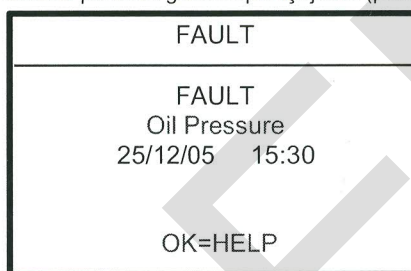 FAULT
FAULT
Oil Pressure
25/12/05 15:30
OK=HELP